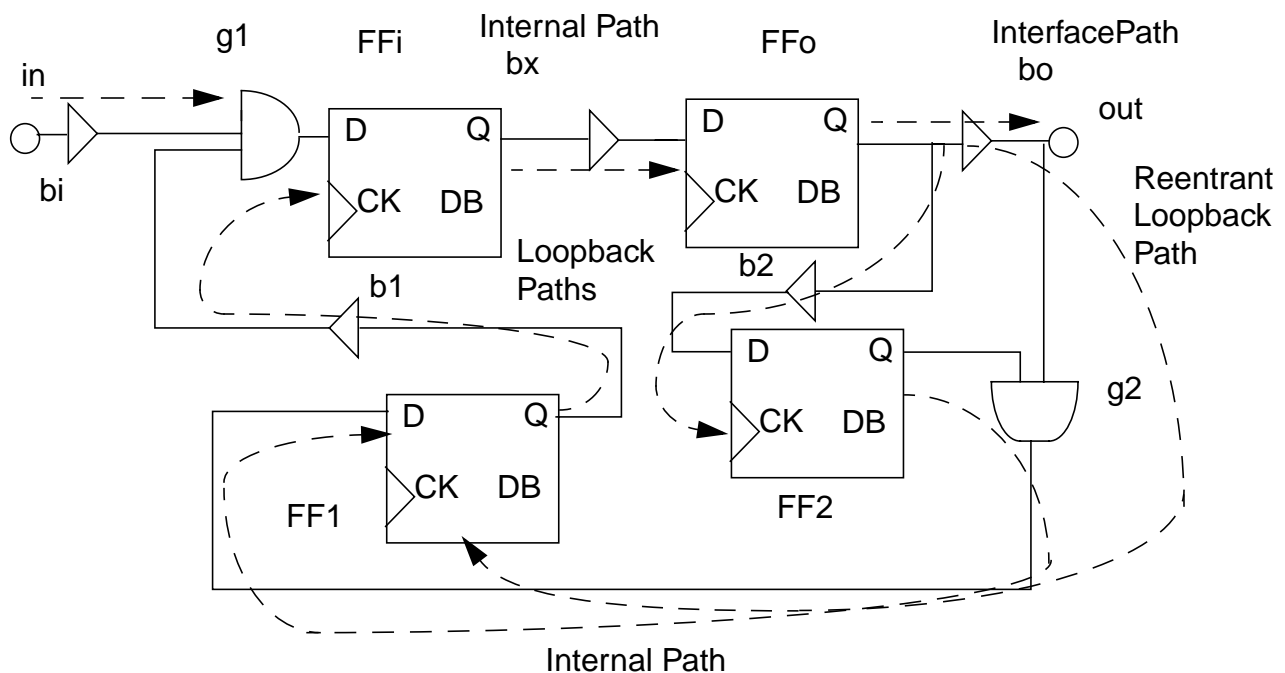 g1
FFi
Internal Path
bx
FFo
InterfacePath
bo
in
out
bi
D
Q
CK
DB
D
Q
CK
DB
Reentrant
Loopback
Path
Loopback
Paths
b1
b2
D
Q
CK
DB
FF2
g2
D
Q
CK
DB
FF1
Internal Path